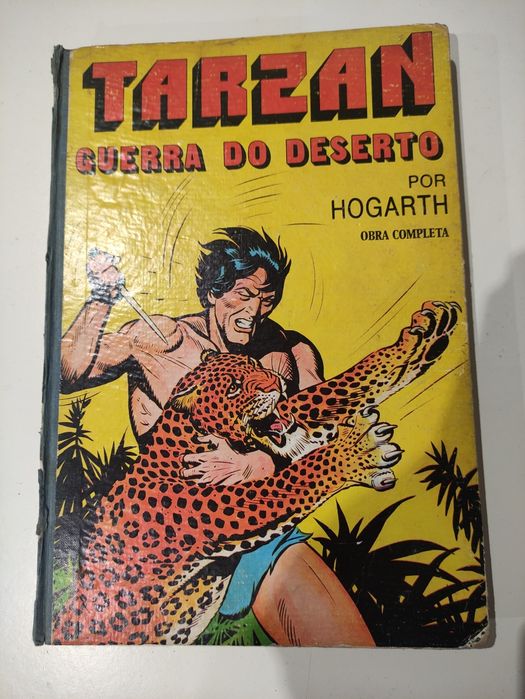 TARZAN
GUERRA DO DESERTO
POR
HOGARTH
OBRA COMPLETA